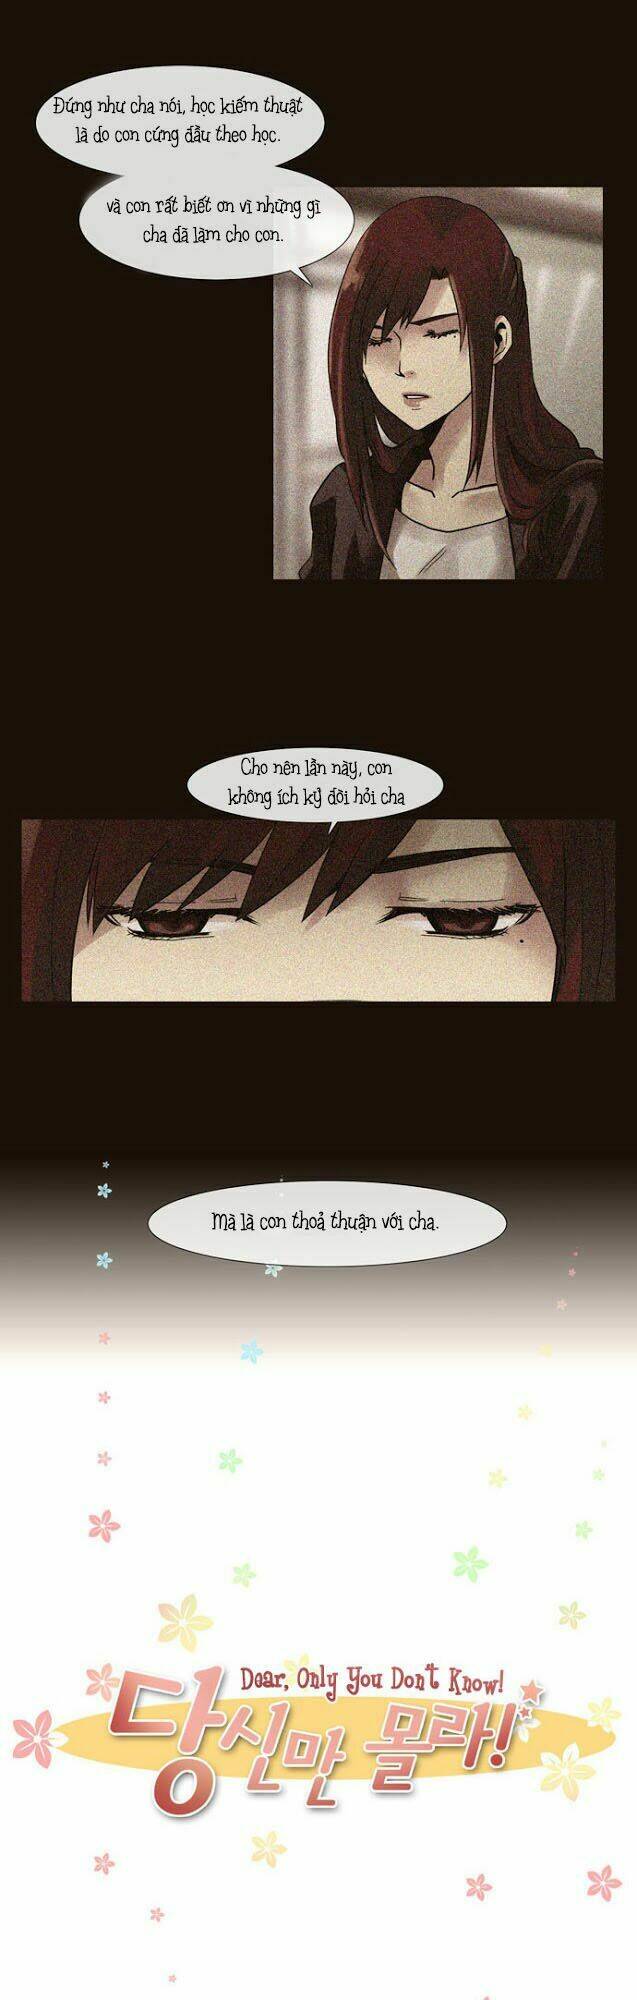 Đúng như cha nói, học kiếm thuật
là do con cứng đầu theo học.
và con rất biết ơn vì những gì
cha đã làm cho con.
Cho nên lần này, con
không ích kỷ đòi hỏi cha
Mà là con thoả thuận với cha.
Dear, Only You Don't Know!
당신만 몰라!